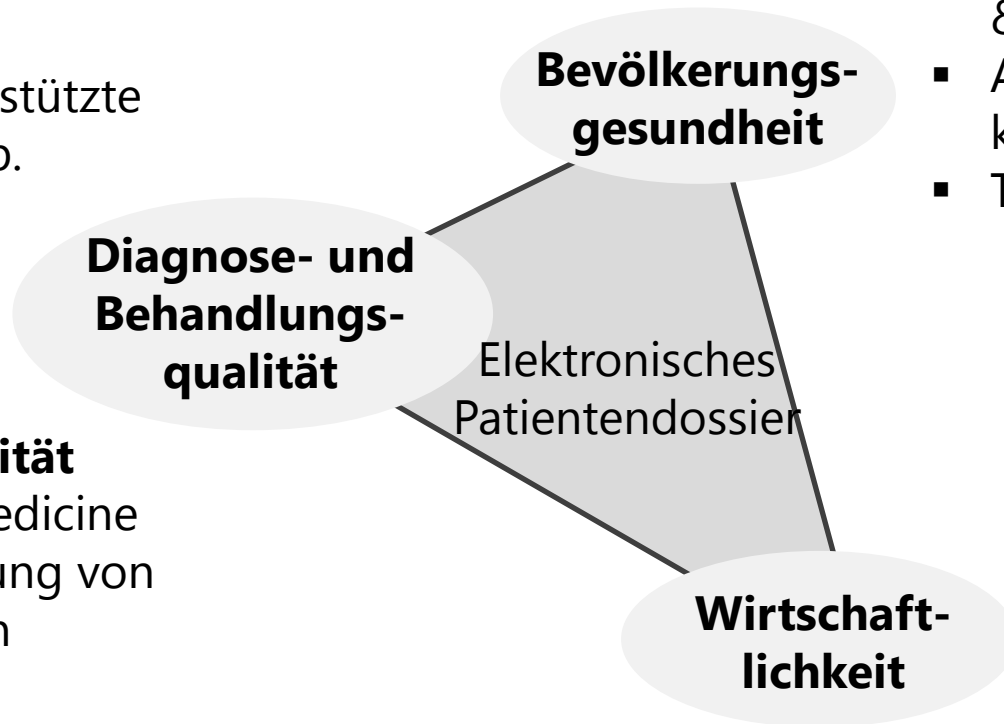 stützte
Bevölkerungs-
gesundheit
Diagnose- und
Behandlungs-
qualität
Elektronisches
Patientendossier
ität
edicine
ung von
Wirtschaft-
lichkeit